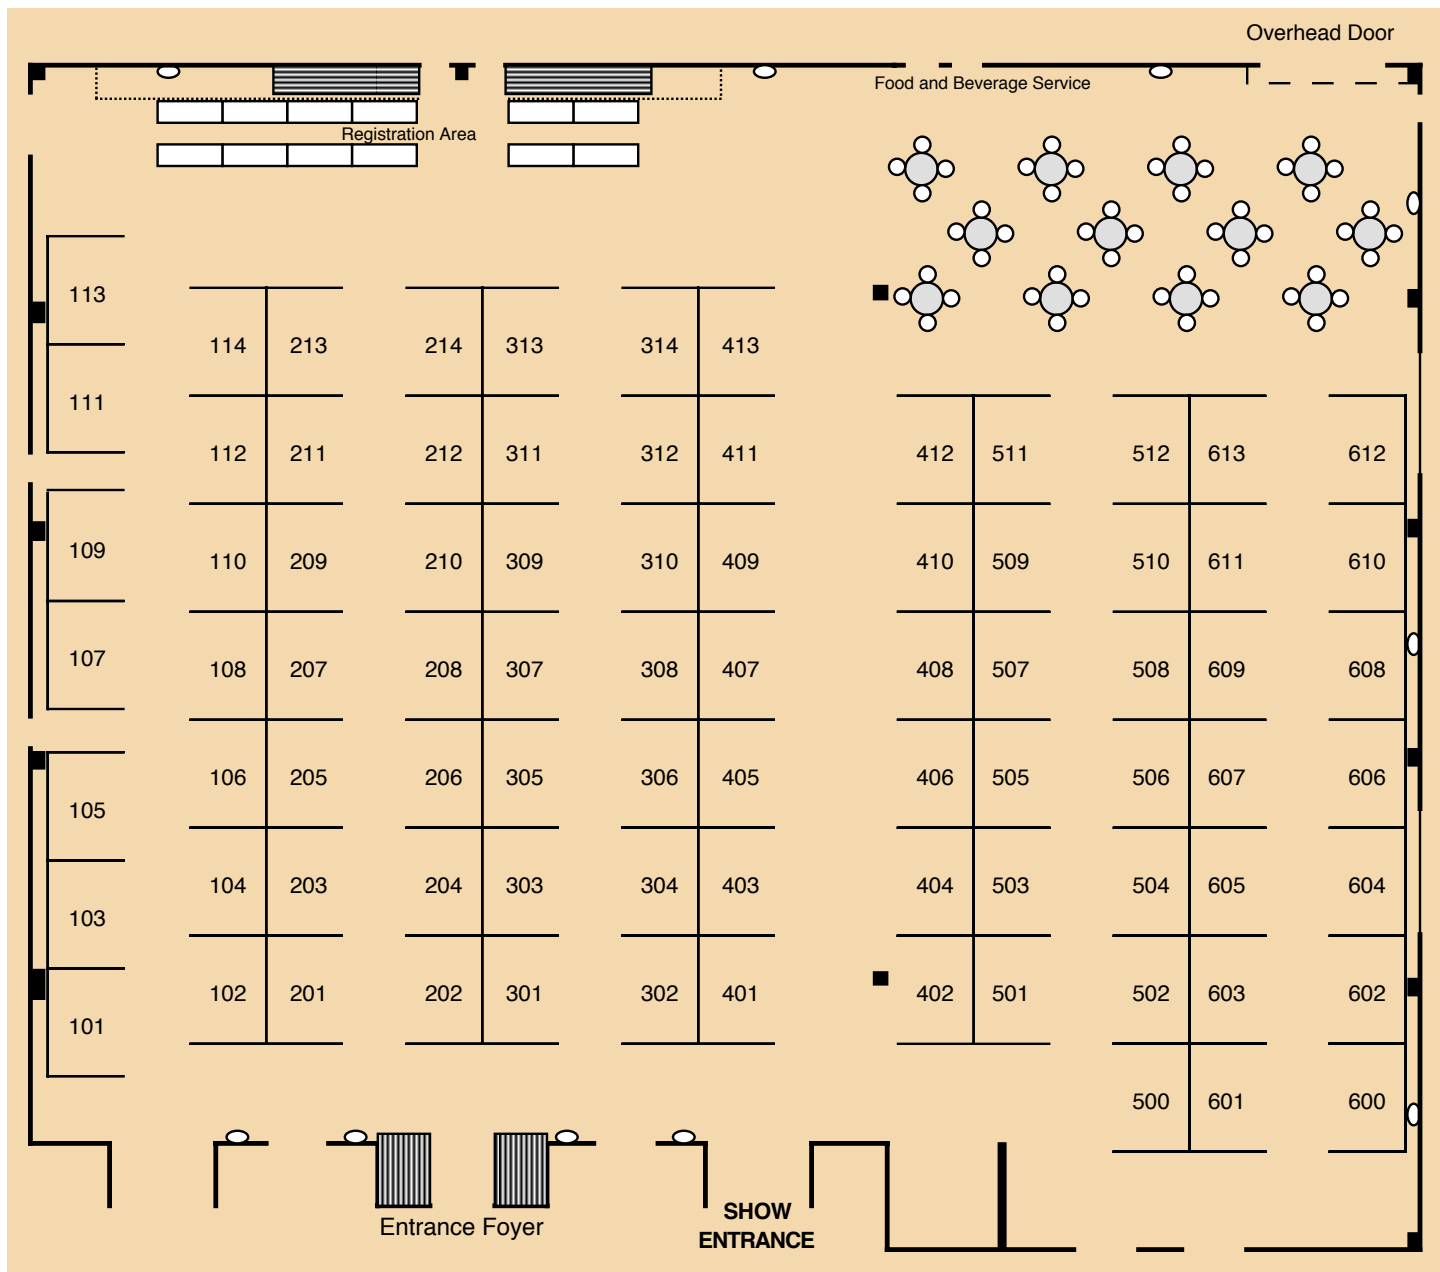 Overhead Door
Food and Beverage Service
Registration Area
113
114 213 214 313 314 413
111
112 211 212 311 312 411 412 511 512 613 612
109
110 209 210 309 310 409 410 509 510 611 610
107
108 207 208 307 308 407 408 507 508 609 608
106 205 206 305 306 405 406 505 506 607 606
105
104 203 204 303 304 403 404 503 504 605 604
103
102 201 202 301 302 401 402 501 502 603 602
101
500 601 600
Entrance Foyer
SHOW
ENTRANCE